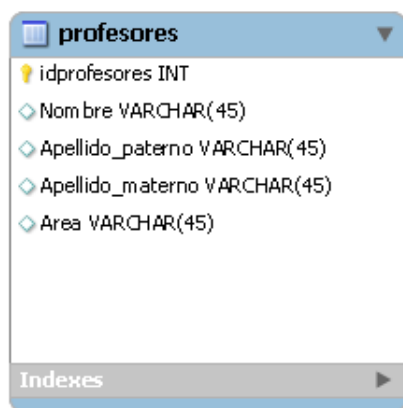 profesores
idprofesores INT
Nombre VARCHAR(45)
Apellido_paterno VARCHAR(45)
Apellido_materno VARCHAR(45)
Area VARCHAR(45)
Indexes